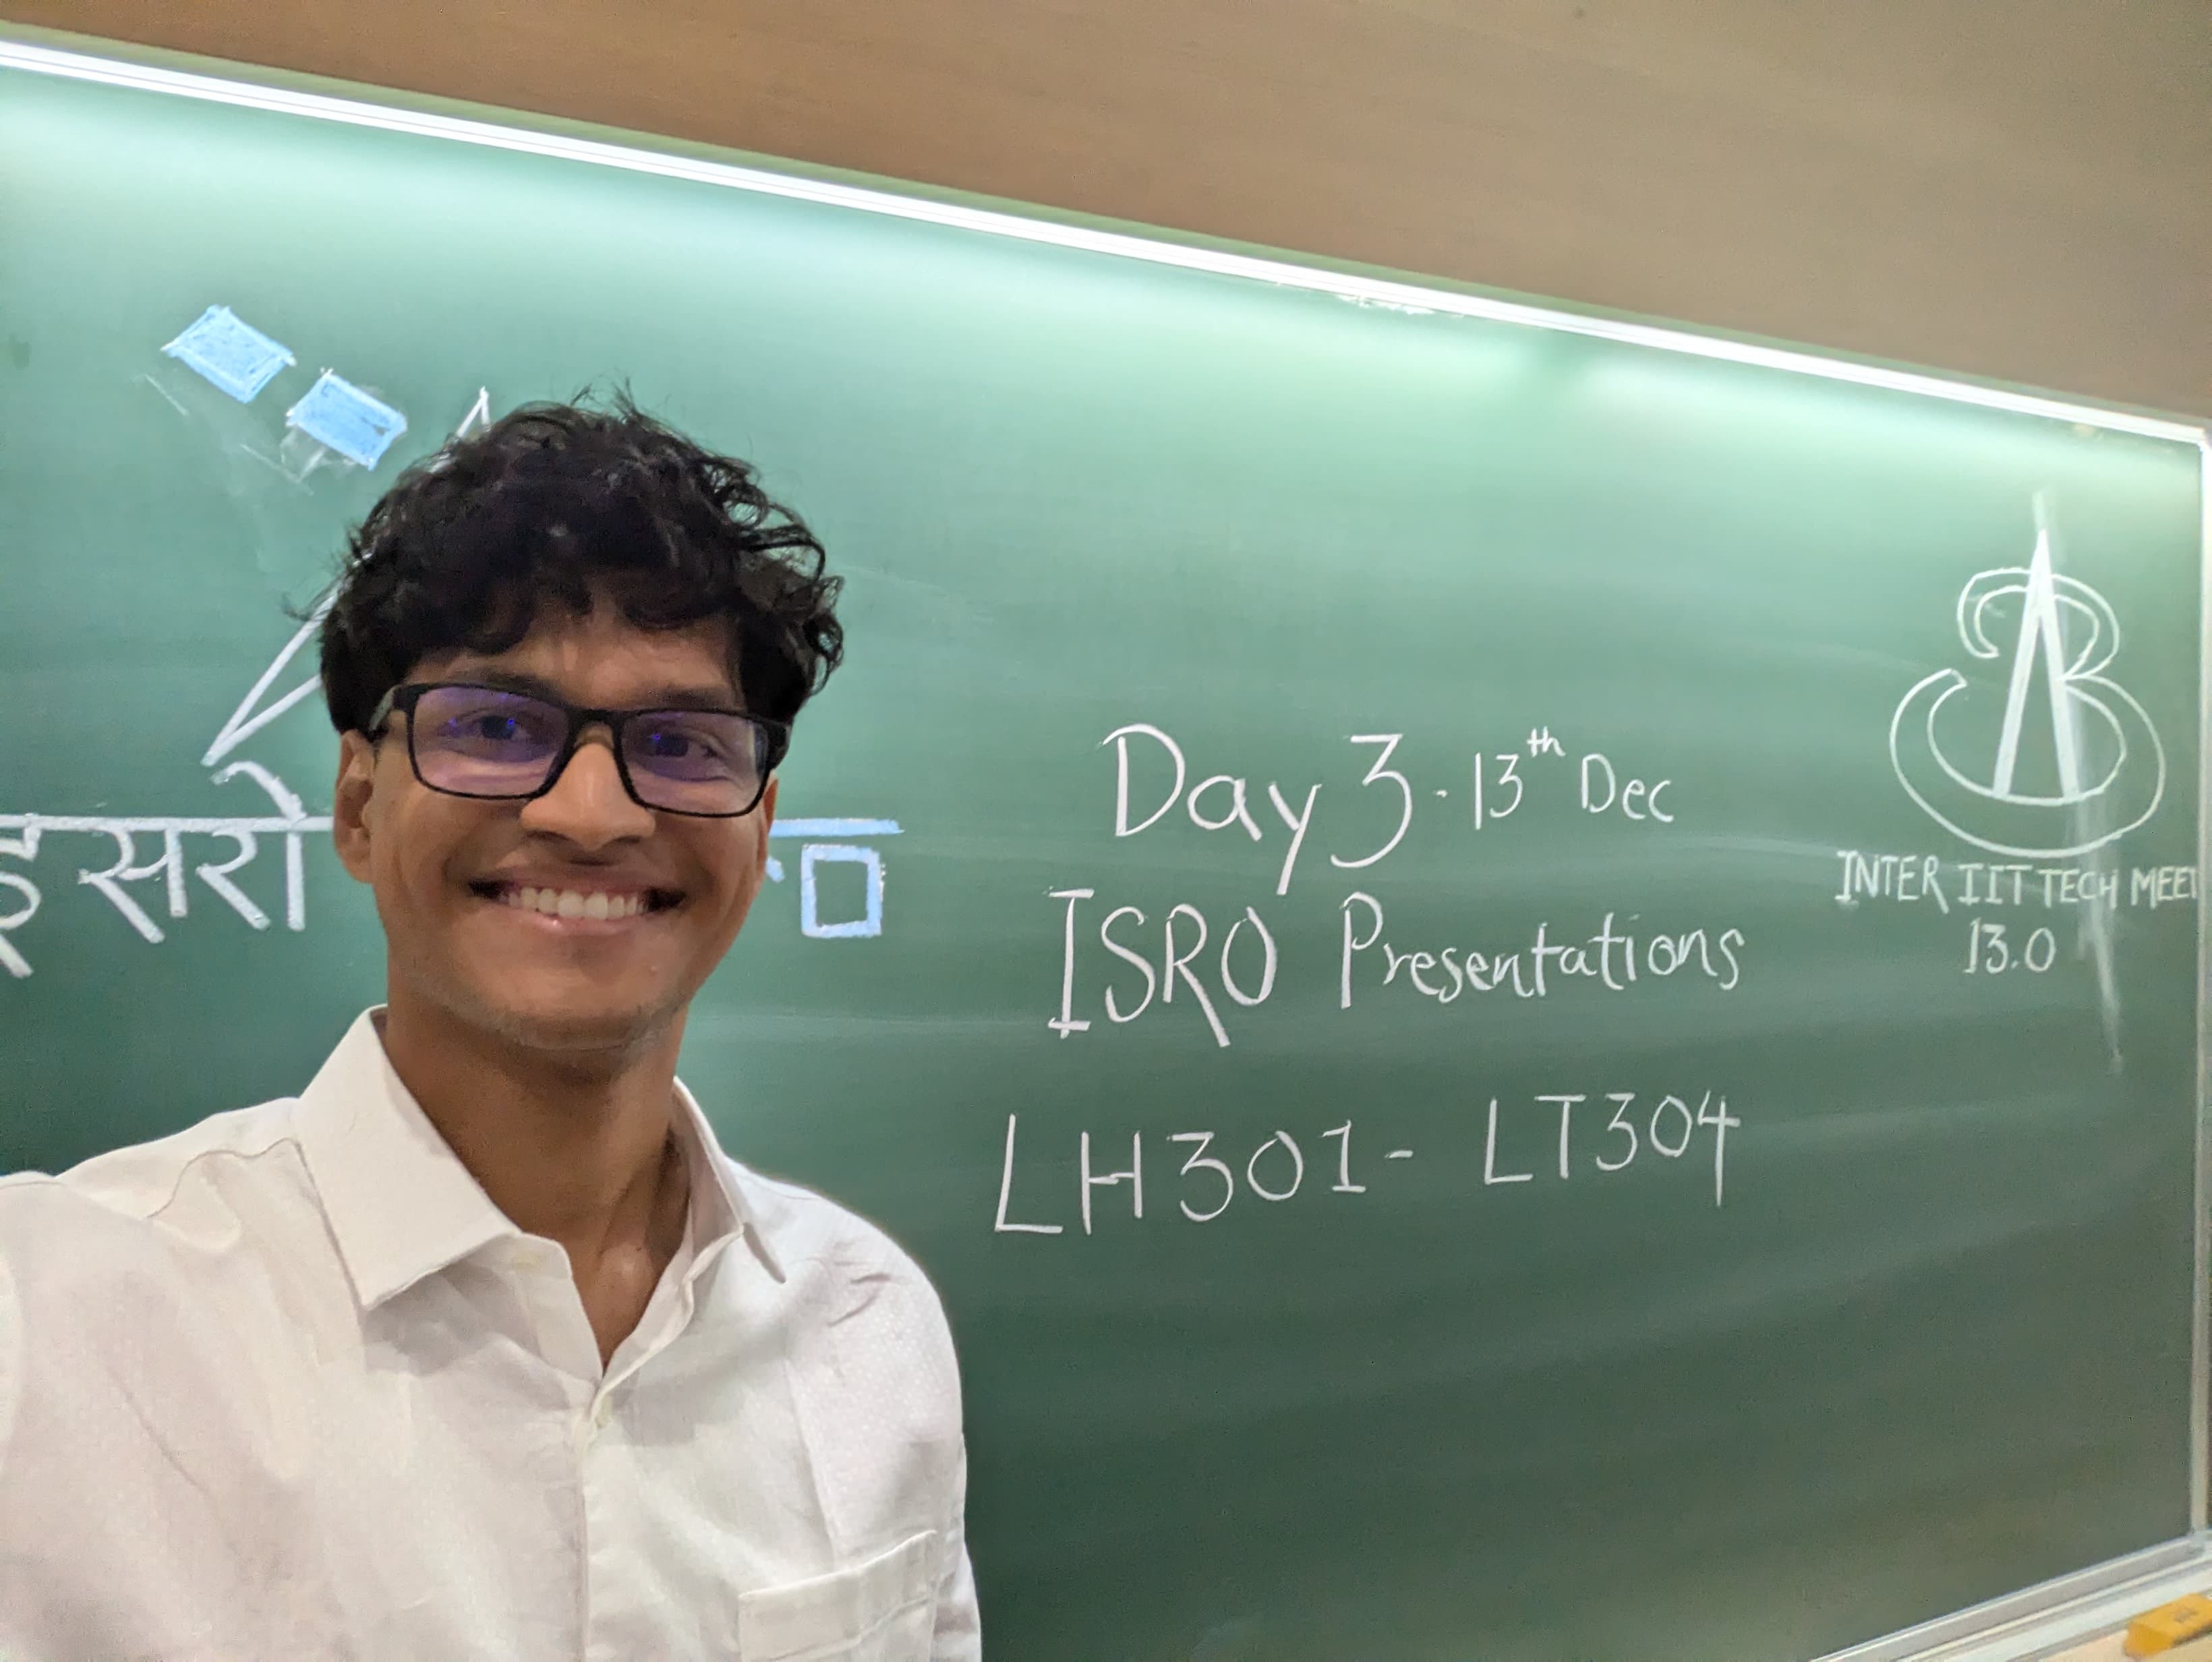 इसरो
Day 3 - 13th Dec
ISRO Presentations
LH301 - LT304
INTER IIT TECH MEET
13.0